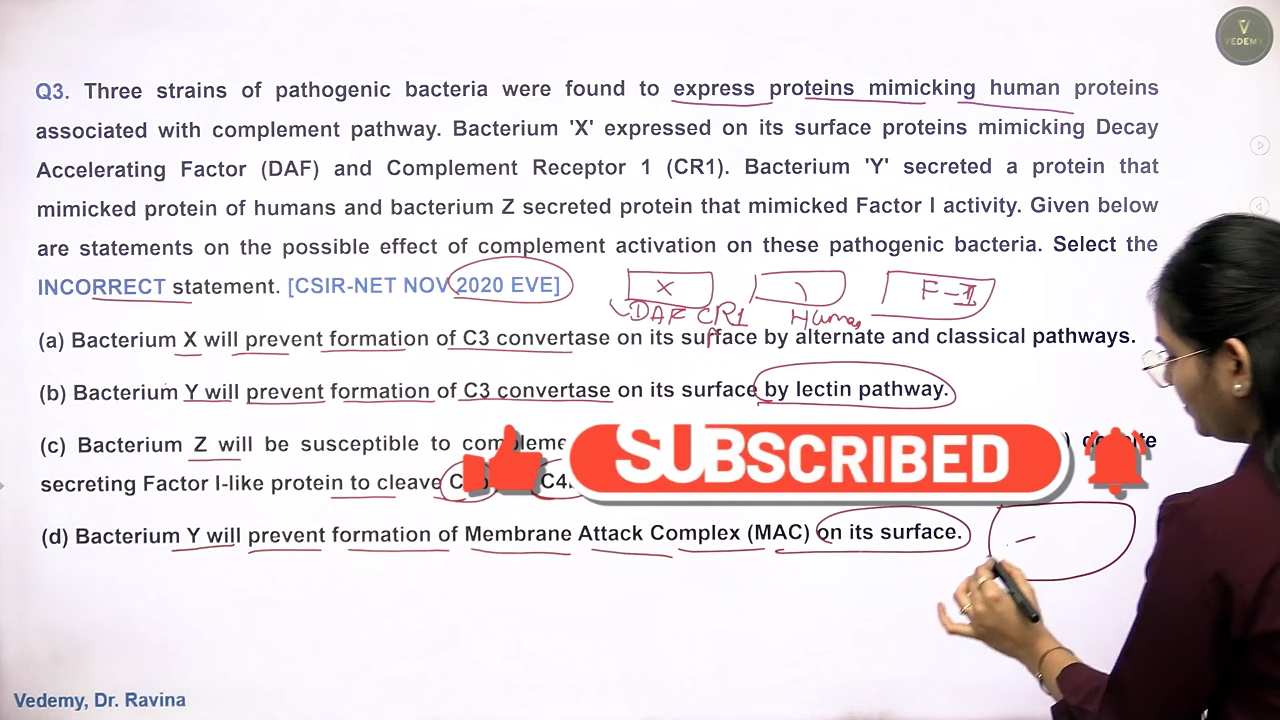 VEDEMY
Q3. Three strains of pathogenic bacteria were found to express proteins mimicking human proteins
associated with complement pathway. Bacterium 'X' expressed on its surface proteins mimicking Decay
Accelerating Factor (DAF) and Complement Receptor 1 (CR1). Bacterium 'Y' secreted a protein that
mimicked protein of humans and bacterium Z secreted protein that mimicked Factor I activity. Given below
are statements on the possible effect of complement activation on these pathogenic bacteria. Select the
INCORRECT statement. [CSIR-NET NOV 2020 EVE]
X
F-I
DAF CR1
(a) Bacterium X will prevent formation of C3 convertase on its surface by alternate and classical pathways.
(b) Bacterium Y will prevent formation of C3 convertase on its surface by lectin pathway.
(c) Bacterium Z will be susceptible to
SUBSCRIBED
secreting Factor I-like protein to cleave
(d) Bacterium Y will prevent formation of Membrane Attack Complex (MAC) on its surface.
Vedemy, Dr. Ravina